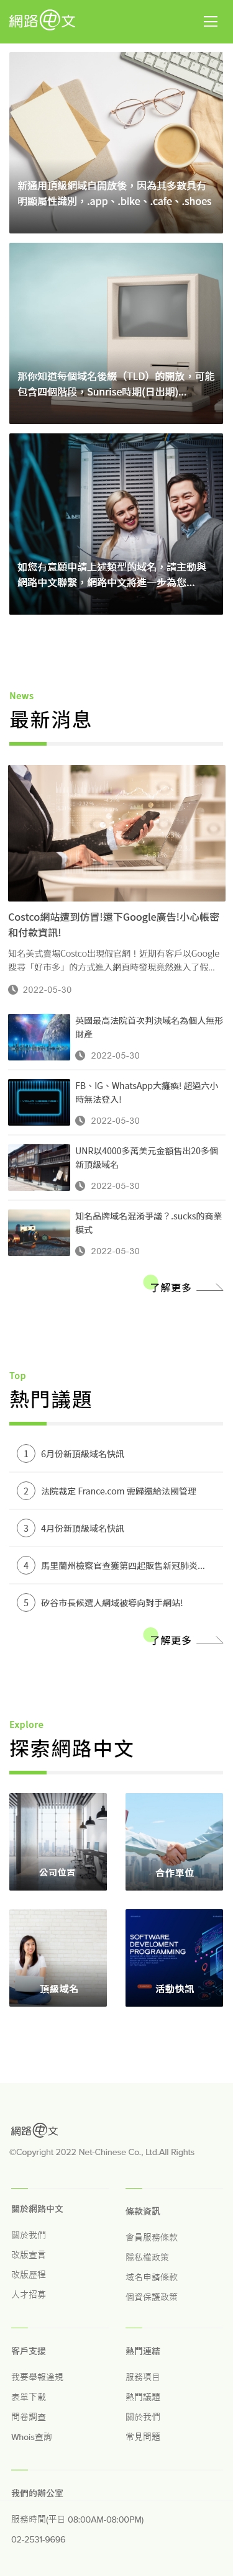 網路中文
新通用頂級網域自開放後，因為其多數具有
明顯屬性識別，.app、.bike、.cafe、.shoes
那你知道每個域名後綴（TLD）的開放，可能
包含四個階段，Sunrise時期(日出期)...
如您有意願申請上述類型的域名，請主動與
網路中文聯繫，網路中文將進一步為您...
News
最新消息
Costco網站遭到仿冒!還下Google廣告!小心帳密
和付款資訊!
知名美式賣場Costco出現假官網！近期有客戶以Google
搜尋「好市多」的方式進入網頁時發現竟然進入了假...
2022-05-30
英國最高法院首次判決域名為個人無形
財產
2022-05-30
FB、IG、WhatsApp大癱瘓! 超過六小
時無法登入!
2022-05-30
UNR以4000多萬美元金額售出20多個
新頂級域名
2022-05-30
知名品牌域名混淆爭議？.sucks的商業
模式
2022-05-30
了解更多
Top
熱門議題
1 6月份新頂級域名快訊
2 法院裁定 France.com 需歸還給法國管理
3 4月份新頂級域名快訊
4 馬里蘭州檢察官查獲第四起販售新冠肺炎...
5 矽谷市長候選人網域被導向對手網站!
了解更多
Explore
探索網路中文
公司位置
合作單位
頂級域名
SOFTWARE
DEVELOMENT
PROGRAMMING
活動快訊
網路中文
©Copyright 2022 Net-Chinese Co., Ltd.All Rights
關於網路中文
關於我們
改版宣言
改版歷程
人才招募
條款資訊
會員服務條款
隱私權政策
域名申請條款
個資保護政策
客戶支援
我要舉報違規
表單下載
問卷調查
Whois查詢
熱門連結
服務項目
熱門議題
關於我們
常見問題
我們的辦公室
服務時間(平日 08:00AM-08:00PM)
02-2531-9696